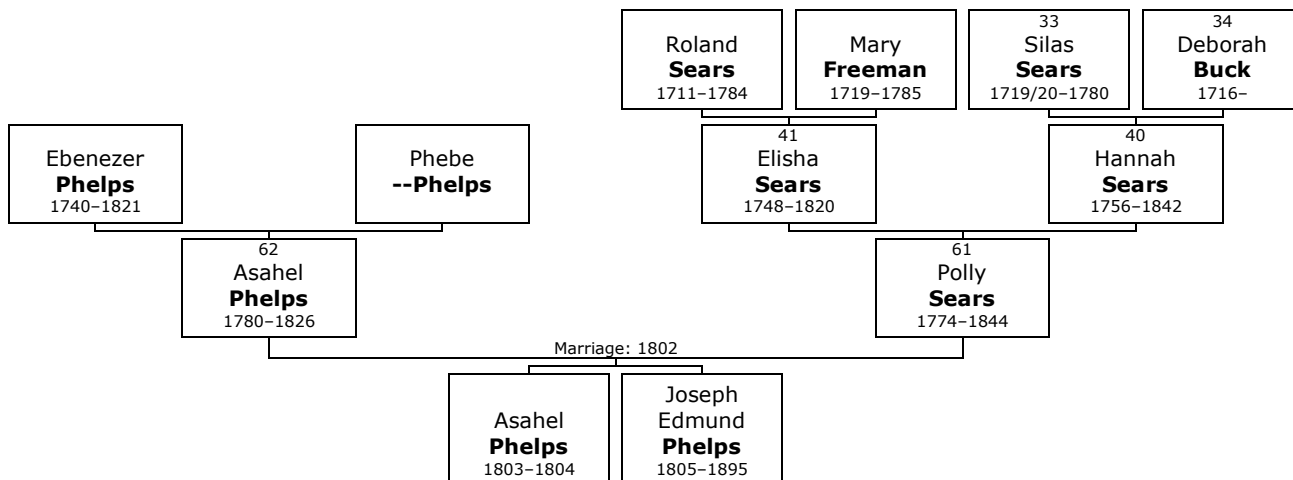 Roland
Sears
1711–1784
Mary
Freeman
1719–1785
33
Silas
Sears
1719/20–1780
34
Deborah
Buck
1716–
Ebenezer
Phelps
1740–1821
Phebe
--Phelps
41
Elisha
Sears
1748–1820
40
Hannah
Sears
1756–1842
62
Asahel
Phelps
1780–1826
61
Polly
Sears
1774–1844
Marriage: 1802
Asahel
Phelps
1803–1804
Joseph
Edmund
Phelps
1805–1895